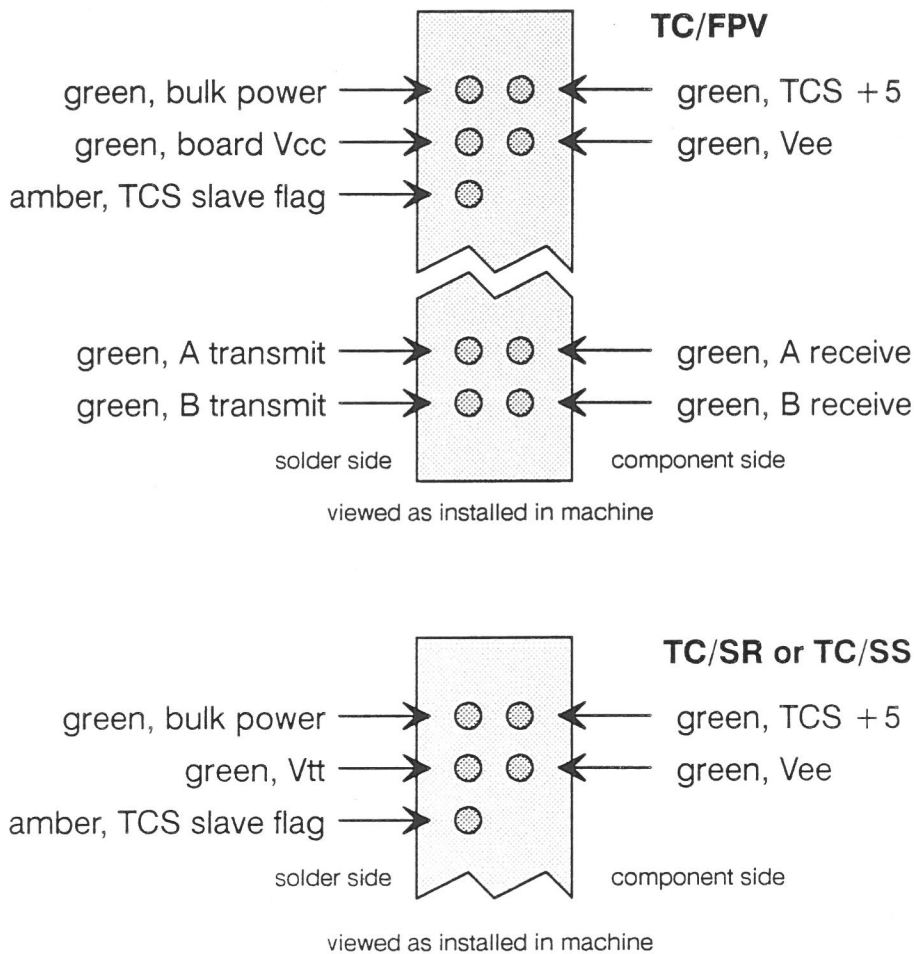 TC/FPV
green, bulk power green, TCS +5
green, board Vcc green, Vee
amber, TCS slave flag
green, A transmit green, A receive
green, B transmit green, B receive
solder side component side
viewed as installed in machine
TC/SR or TC/SS
green, bulk power green, TCS +5
green, Vtt green, Vee
amber, TCS slave flag
solder side component side
viewed as installed in machine